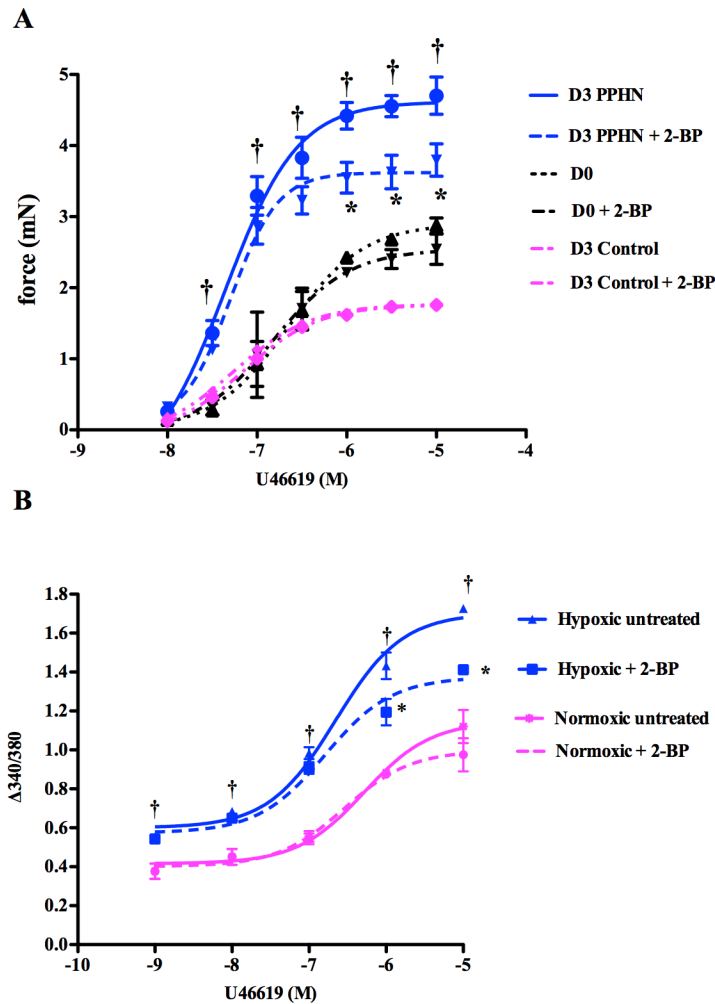 A
† † † † † † †
5
4
3
2
1
0
force (mN)
* * *
-9 -8 -7 -6 -5 -4
U46619 (M)
D3 PPHN
D3 PPHN + 2-BP
D0
D0 + 2-BP
D3 Control
D3 Control + 2-BP
B
† † † † †
1.8
1.6
1.4
1.2
1.0
0.8
0.6
0.4
0.2
0.0
Δ340/380
* *
-10 -9 -8 -7 -6 -5
U46619 (M)
Hypoxic untreated
Hypoxic + 2-BP
Normoxic untreated
Normoxic + 2-BP